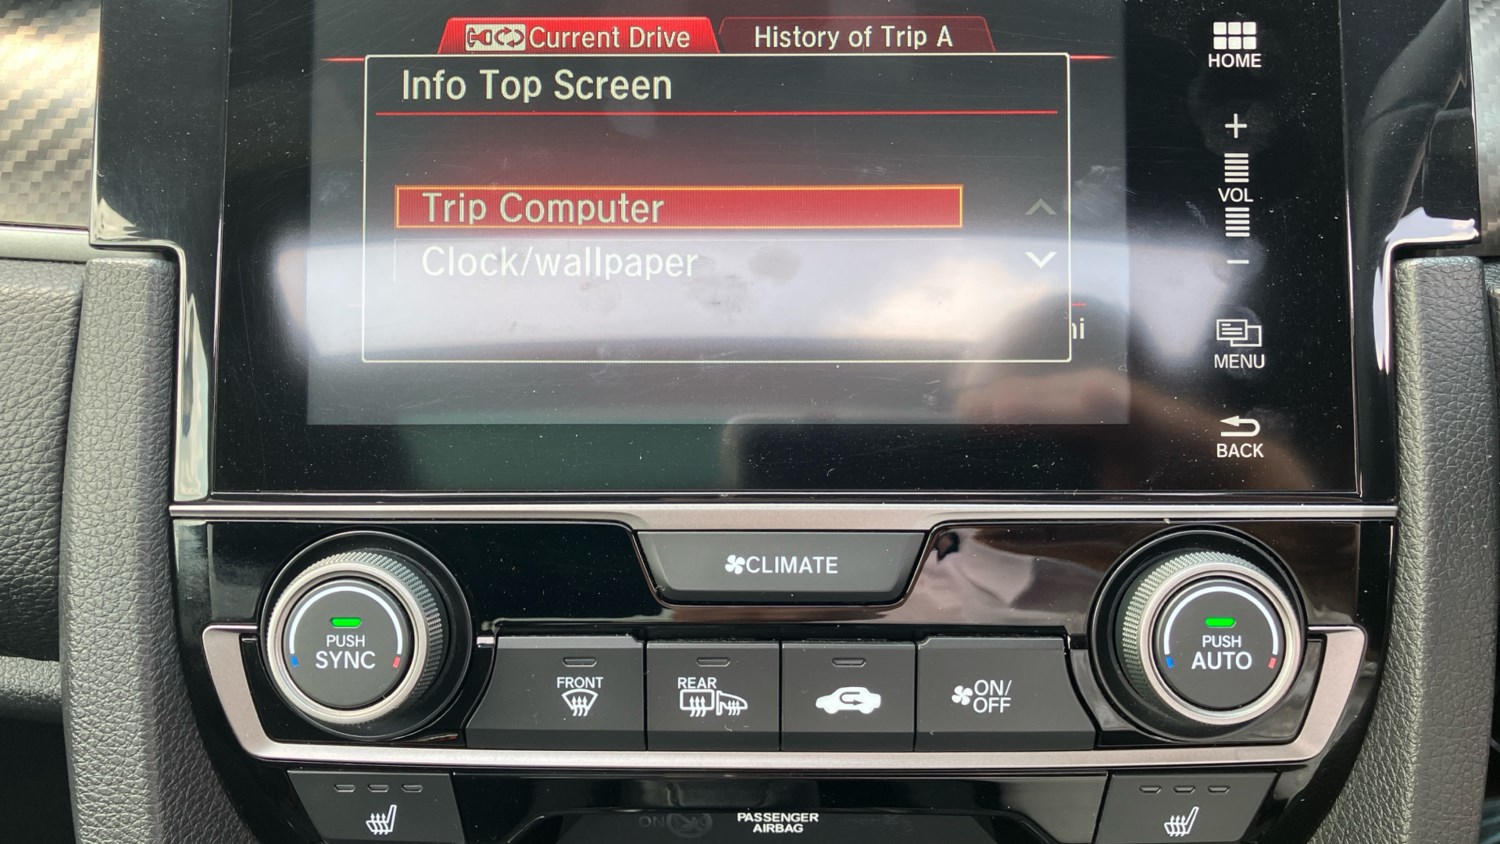 Current Drive
History of Trip A
Info Top Screen
Trip Computer
Clock/wallpaper
HOME
+
VOL
−
MENU
BACK
CLIMATE
PUSH
SYNC
FRONT
REAR
ON/
OFF
PUSH
AUTO
ON
PASSENGER
AIRBAG